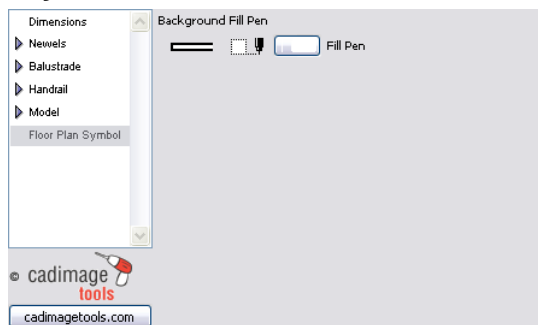 Dimensions
Newels
Balustrade
Handrail
Model
Floor Plan Symbol
Background Fill Pen
Fill Pen
© cadimage
tools
cadimagetools.com